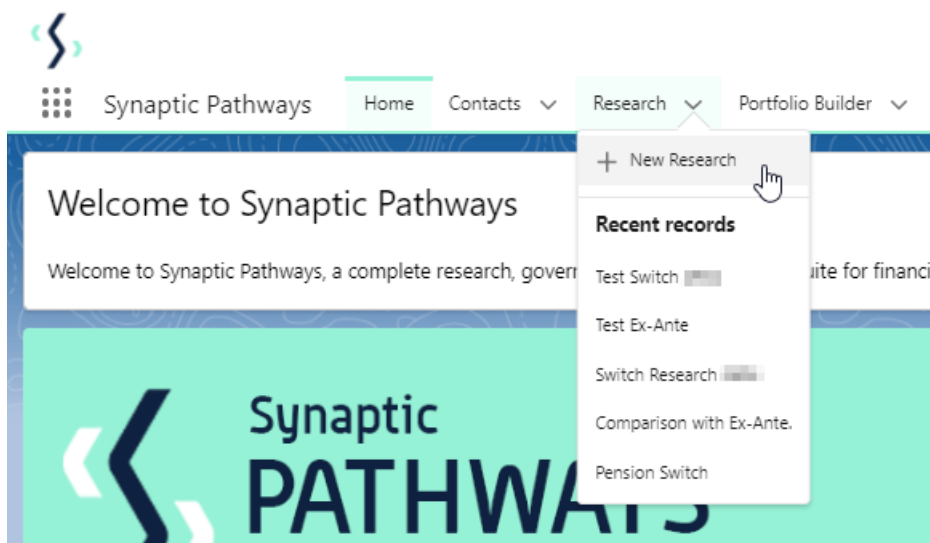 Synaptic Pathways Home Contacts Research Portfolio Builder
New Research
Welcome to Synaptic Pathways
Recent records
Welcome to Synaptic Pathways, a complete research, govern
uite for financi
Test Switch
Test Ex-Ante
Switch Research
Comparison with Ex-Ante.
Pension Switch
Synaptic
PATHWAYS